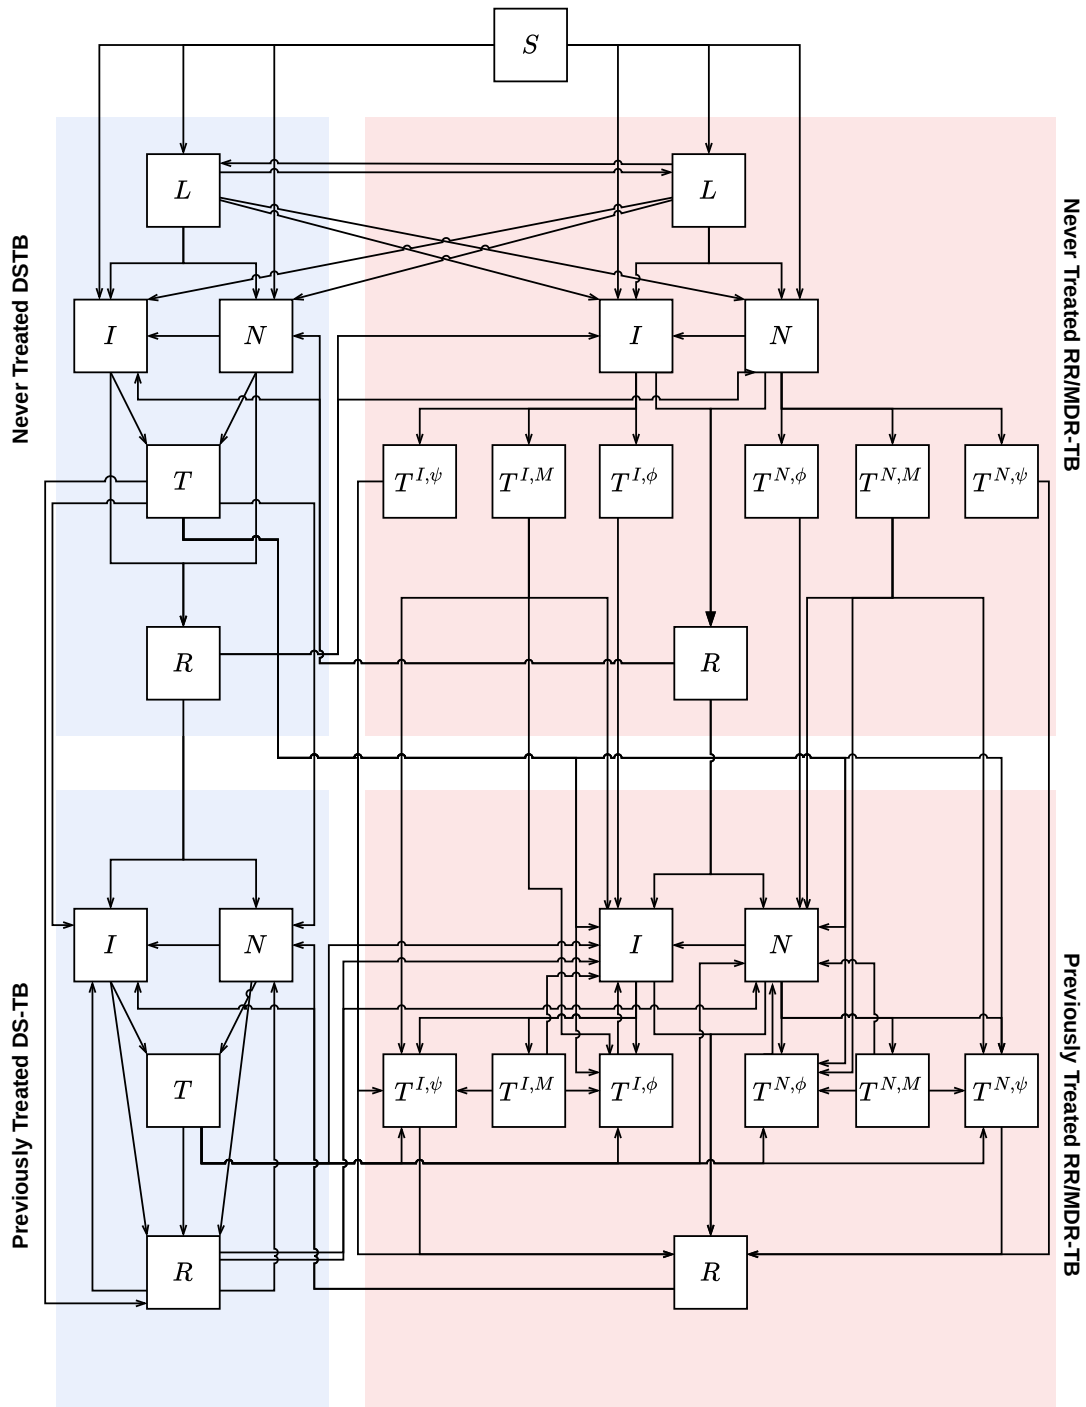 S
L
L
Never Treated DSTB
Never Treated RR/MDR-TB
I
N
I
N
T
T^{I,ψ}
T^{I,M}
T^{I,ϕ}
T^{N,ϕ}
T^{N,M}
T^{N,ψ}
R
R
Previously Treated DS-TB
Previously Treated RR/MDR-TB
I
N
I
N
T
T^{I,ψ}
T^{I,M}
T^{I,ϕ}
T^{N,ϕ}
T^{N,M}
T^{N,ψ}
R
R